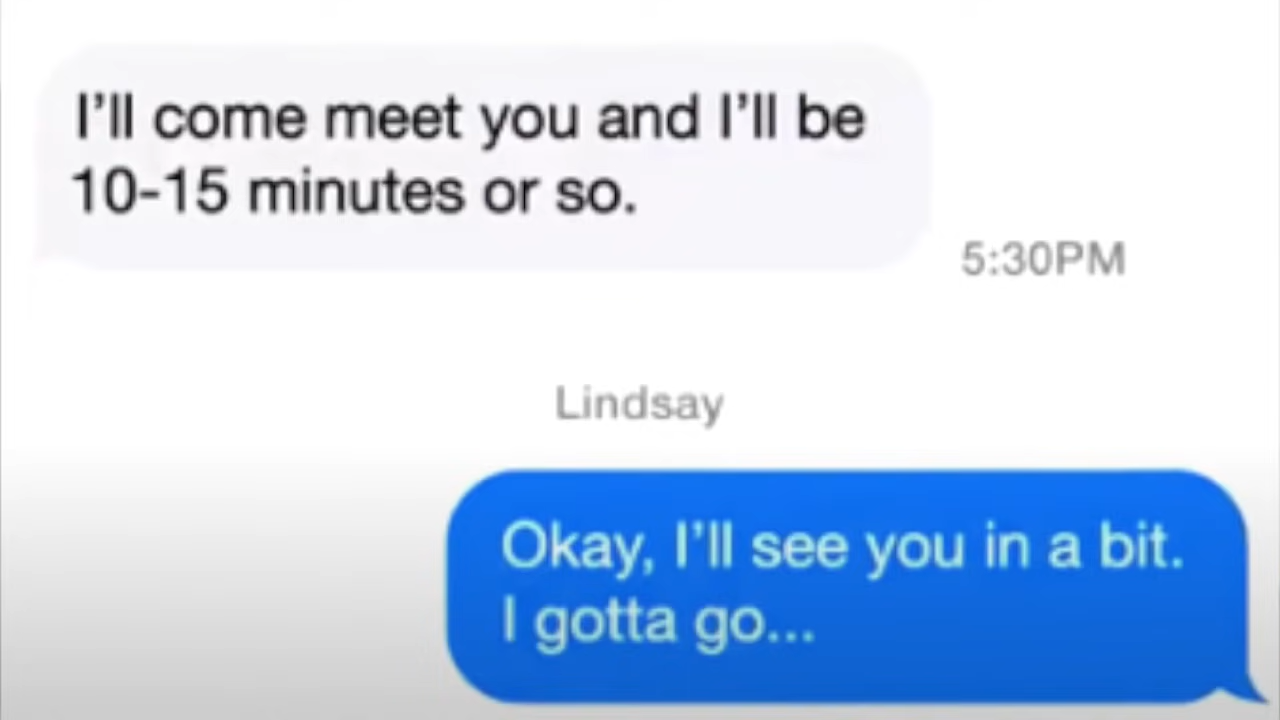 I'll come meet you and I'll be
10-15 minutes or so.
5:30PM
Lindsay
Okay, I'll see you in a bit.
I gotta go...